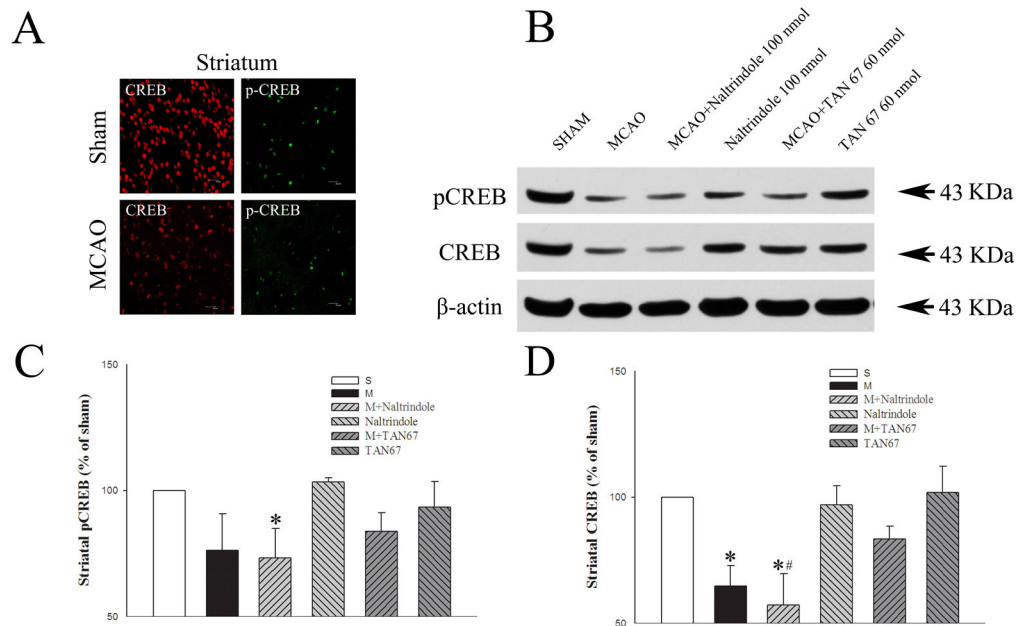 A
Striatum
CREB
p-CREB
Sham
CREB
p-CREB
MCAO
B
SHAM
MCAO
MCAO+Naltrindole 100 nmol
Naltrindole 100 nmol
MCAO+TAN 67 60 nmol
TAN 67 60 nmol
pCREB
43 KDa
CREB
43 KDa
β-actin
43 KDa
C
150
100
50
Striatal pCREB (% of sham)
S
M
M+Naltrindole
Naltrindole
M+TAN67
TAN67
*
D
150
100
50
Striatal CREB (% of sham)
S
M
M+Naltrindole
Naltrindole
M+TAN67
TAN67
*
*#